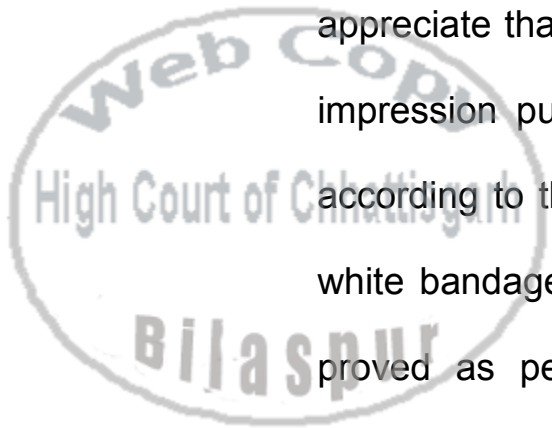 appreciate tha
impression pu
according to th
white bandage
proved as pe
Web Copy
High Court of Chhattisgarh
Bilaspur